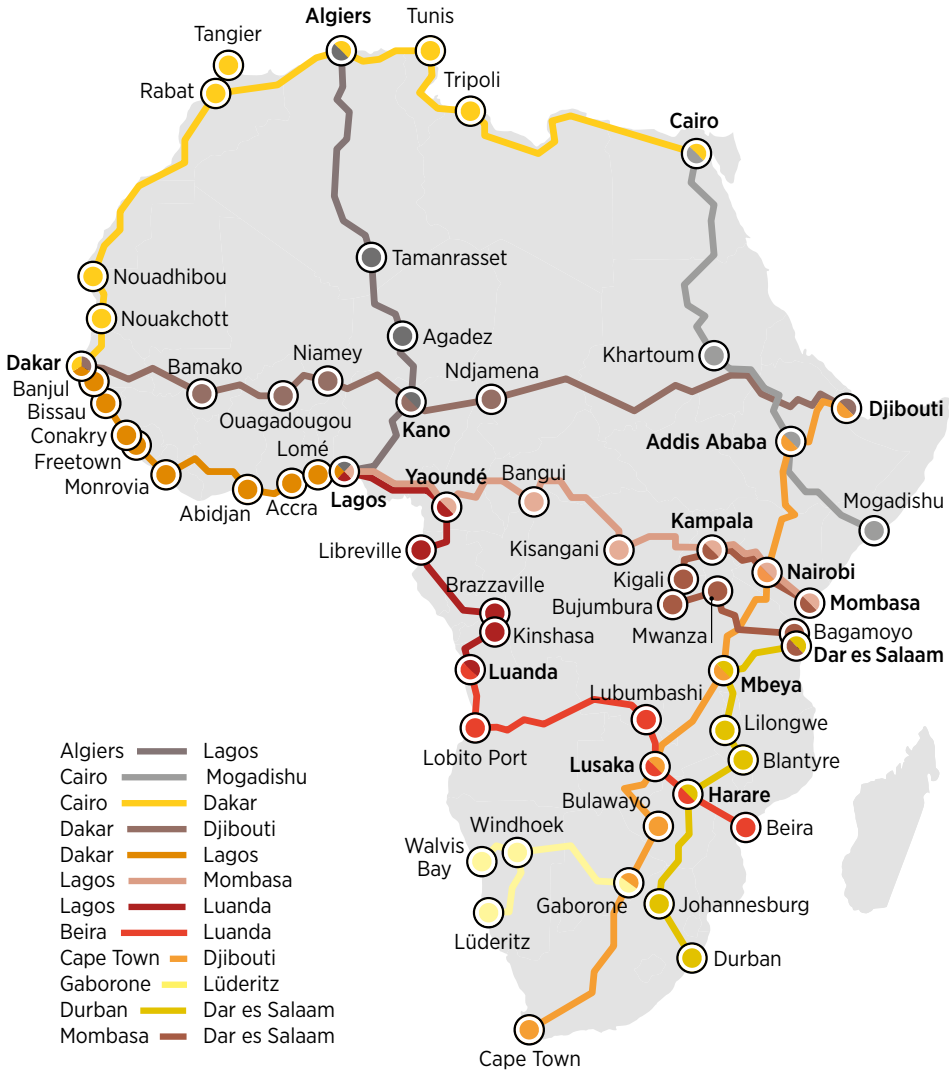 Algiers
Tunis
Tangier
Tripoli
Rabat
Cairo
Tamanrasset
Nouadhibou
Nouakchott
Agadez
Khartoum
Dakar
Bamako
Niamey
Ndjamena
Banjul
Bissau
Ouagadougou
Kano
Djibouti
Conakry
Lomé
Addis Ababa
Freetown
Yaoundé
Bangui
Monrovia
Abidjan
Accra
Lagos
Mogadishu
Kampala
Libreville
Kisangani
Nairobi
Kigali
Brazzaville
Bujumbura
Mombasa
Kinshasa
Mwanza
Bagamoyo
Dar es Salaam
Luanda
Mbeya
Lubumbashi
Lilongwe
Lobito Port
Lusaka
Blantyre
Harare
Bulawayo
Windhoek
Beira
Walvis
Bay
Gaborone
Johannesburg
Lüderitz
Durban
Cape Town
Algiers Lagos
Cairo Mogadishu
Cairo Dakar
Dakar Djibouti
Dakar Lagos
Lagos Mombasa
Lagos Luanda
Beira Luanda
Cape Town Djibouti
Gaborone Lüderitz
Durban Dar es Salaam
Mombasa Dar es Salaam